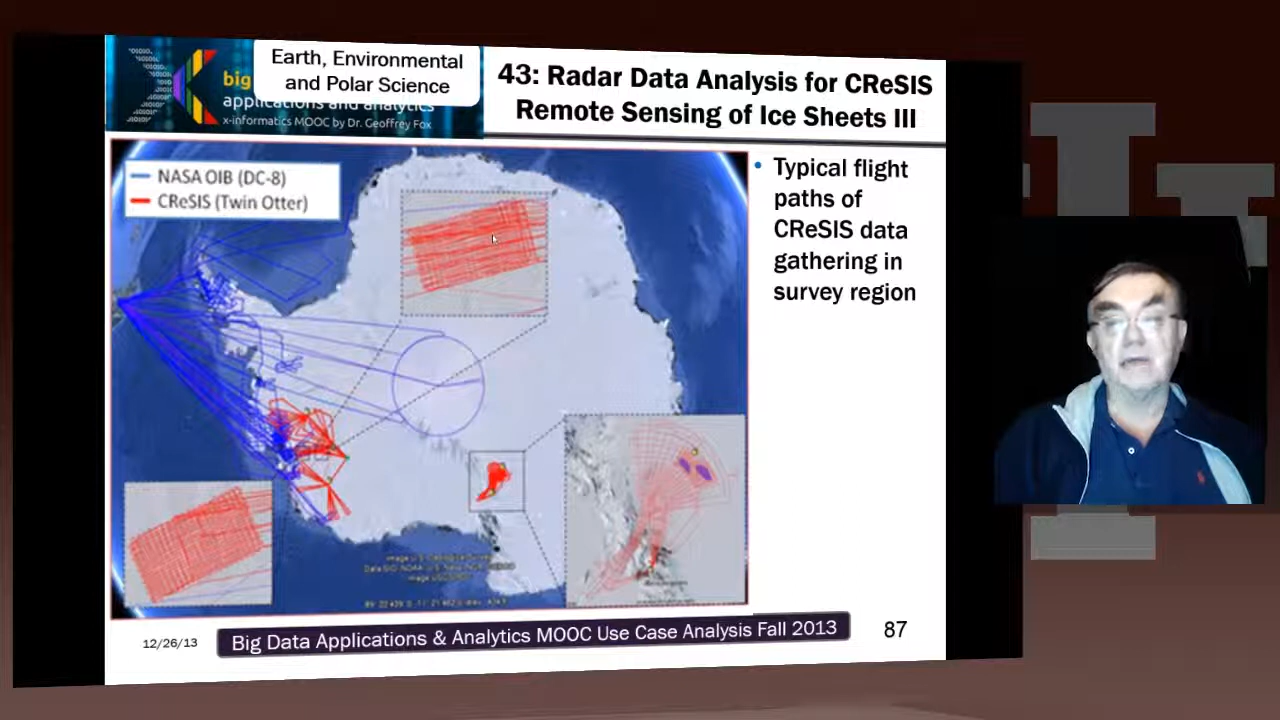 Earth, Environmental
and Polar Science
big
applications and analytics
x-informatics MOOC by Dr. Geoffrey Fox
43: Radar Data Analysis for CReSIS
Remote Sensing of Ice Sheets III
NASA OIB (DC-8)
CReSIS (Twin Otter)
• Typical flight
paths of
CReSIS data
gathering in
survey region
12/26/13
Big Data Applications & Analytics MOOC Use Case Analysis Fall 2013
87